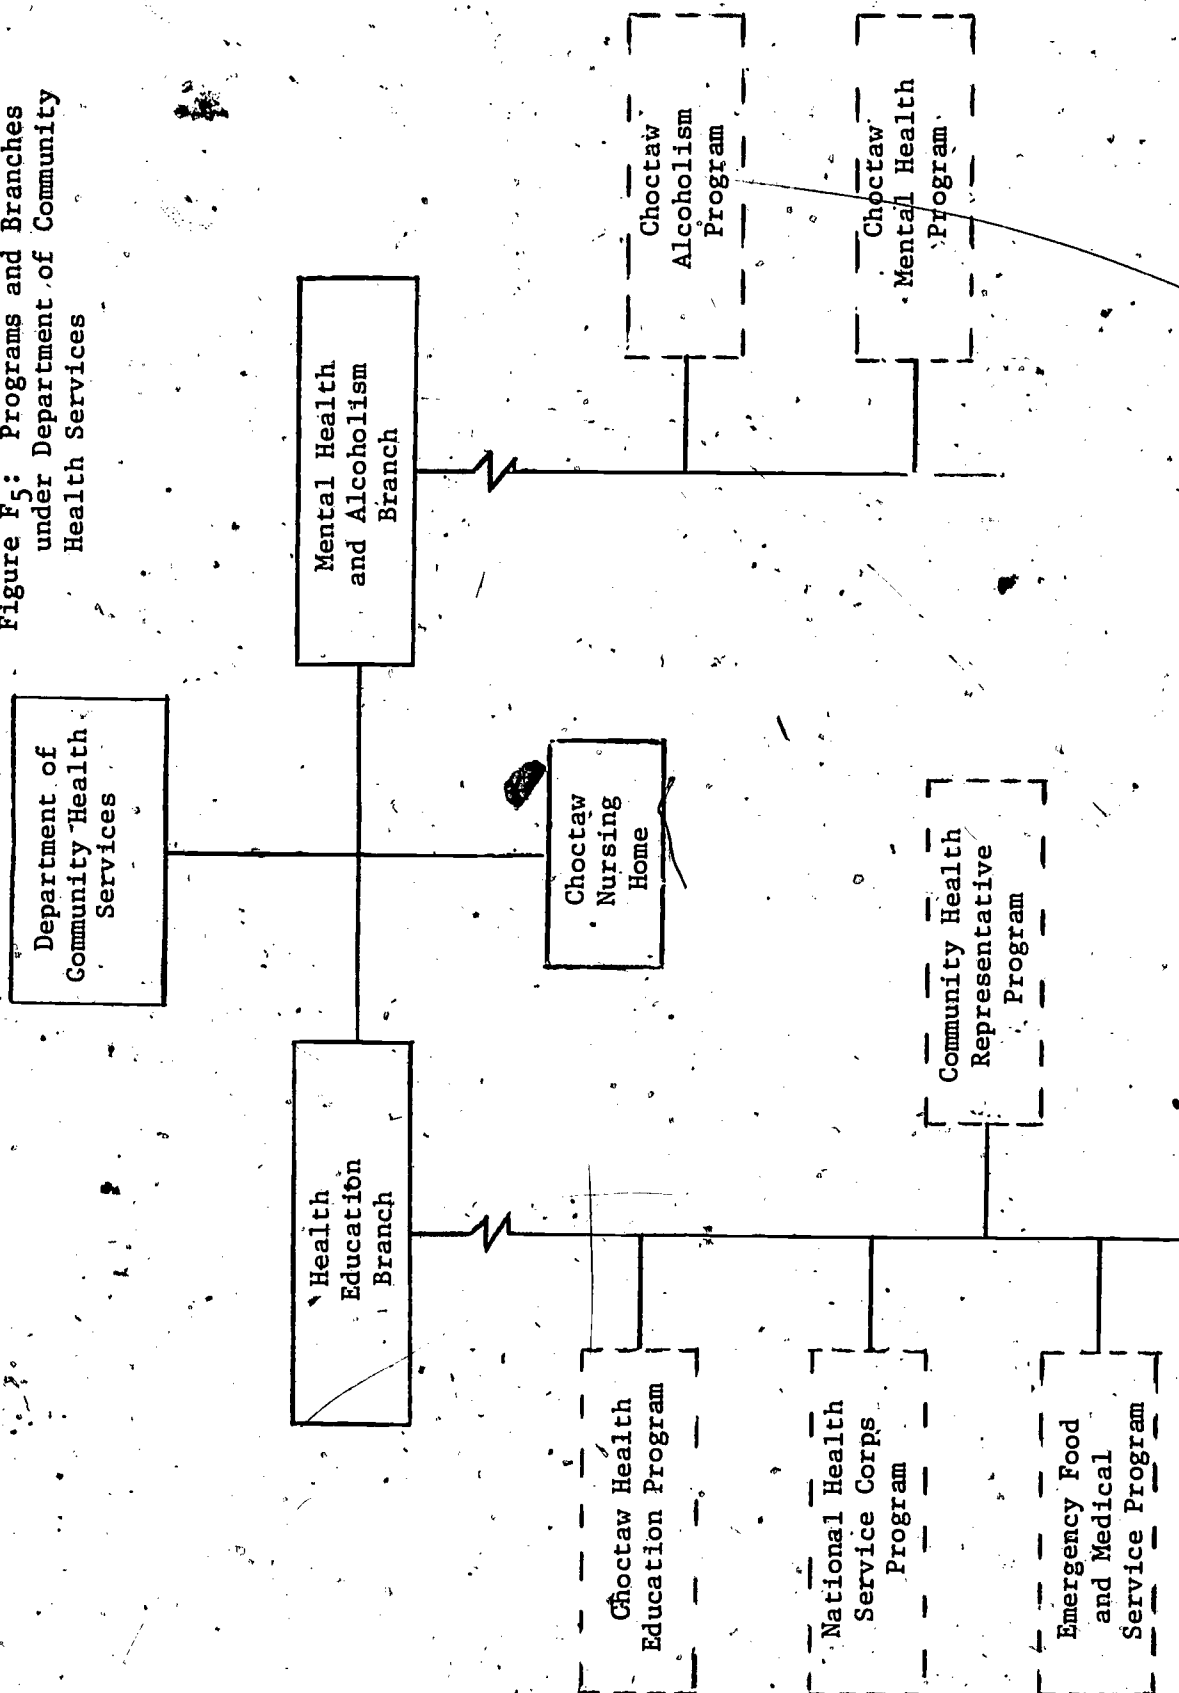 Figure F5: Programs and Branches
under Department of Community
Health Services
Department of
Community Health
Services
Health
Education
Branch
Mental Health
and Alcoholism
Branch
Choctaw
Nursing
Home
Choctaw Health
Education Program
National Health
Service Corps
Program
Emergency Food
and Medical
Service Program
Community Health
Representative
Program
Choctaw
Alcoholism
Program
Choctaw
Mental Health
Program